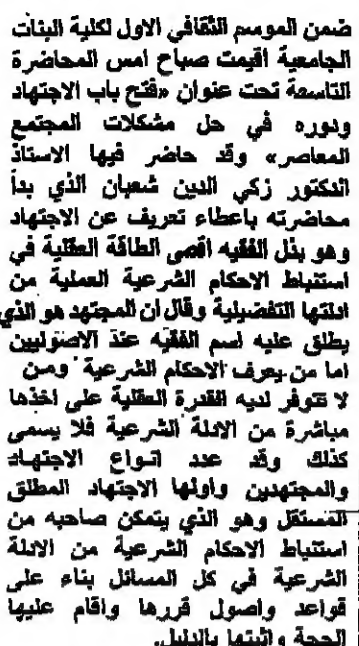 ضمن الموسم الثقافي الاول لكلية البنات
الجامعية اقيمت صباح امس المحاضرة
التاسعة تحت عنوان «فتح باب الاجتهاد
ودوره في حل مشكلات المجتمع
المعاصر» وقد حاضر فيها الاستاذ
الدكتور زكي الدين شعبان الذي بدأ
محاضرته باعطاء تعريف عن الاجتهاد
وهو بذل الفقيه اقصى الطاقة العقلية في
استنباط الاحكام الشرعية العملية من
ادلتها التفضيلية وقال ان المجتهد هو الذي
يطلق عليه اسم الفقيه عند الاصوليين
اما من يعرف الاحكام الشرعية ومن
لا تتوفر لديه القدرة العقلية على اخذها
مباشرة من الادلة الشرعية فلا يسمى
كذلك وقد عدد انواع الاجتهاد
والمجتهدين واولها الاجتهاد المطلق
المستقل وهو الذي يتمكن صاحبه من
استنباط الاحكام الشرعية من الادلة
الشرعية في كل المسائل بناء على
قواعد واصول قررها واقام عليها
الحجة واثبتها بالدليل.